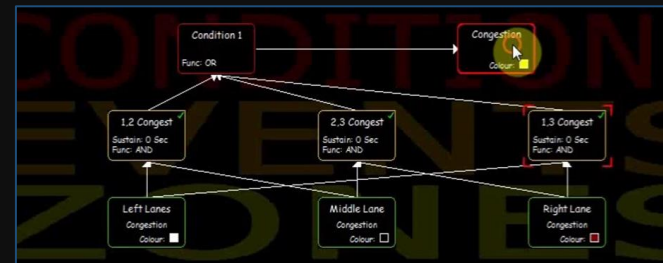 CONDITION
EVENTS
ZONES
Condition 1
Func: OR
Congestion
Colour:
1,2 Congest
Sustain: 0 Sec
Func: AND
2,3 Congest
Sustain: 0 Sec
Func: AND
1,3 Congest
Sustain: 0 Sec
Func: AND
Left Lanes
Congestion
Colour:
Middle Lane
Congestion
Colour:
Right Lane
Congestion
Colour: